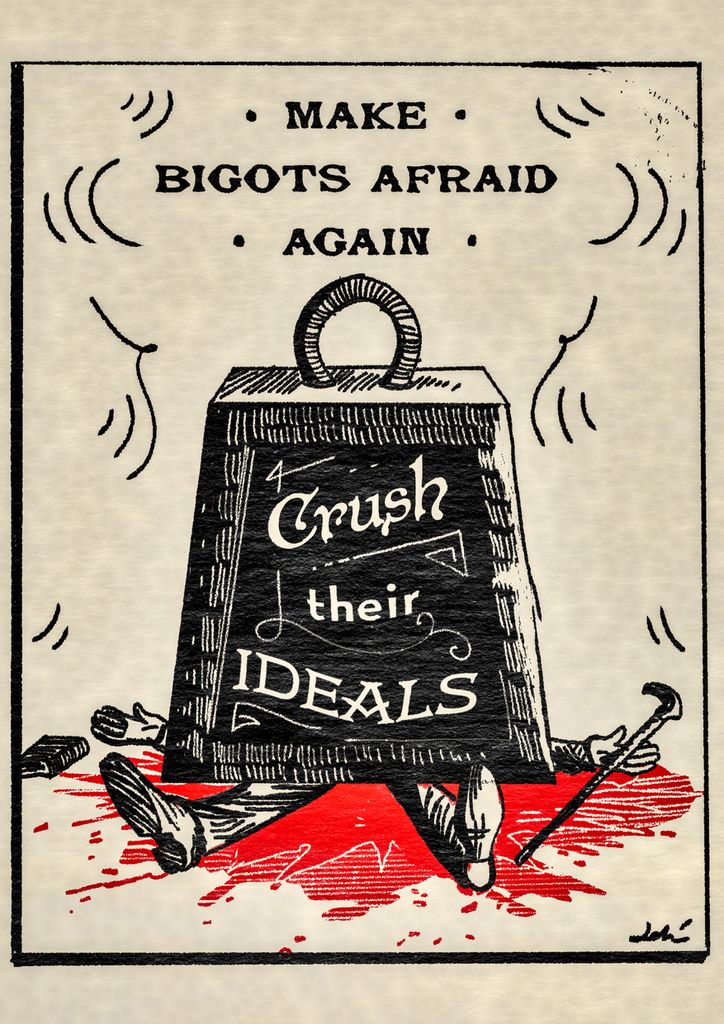 · MAKE ·
BIGOTS AFRAID
· AGAIN ·
Crush
their
IDEALS